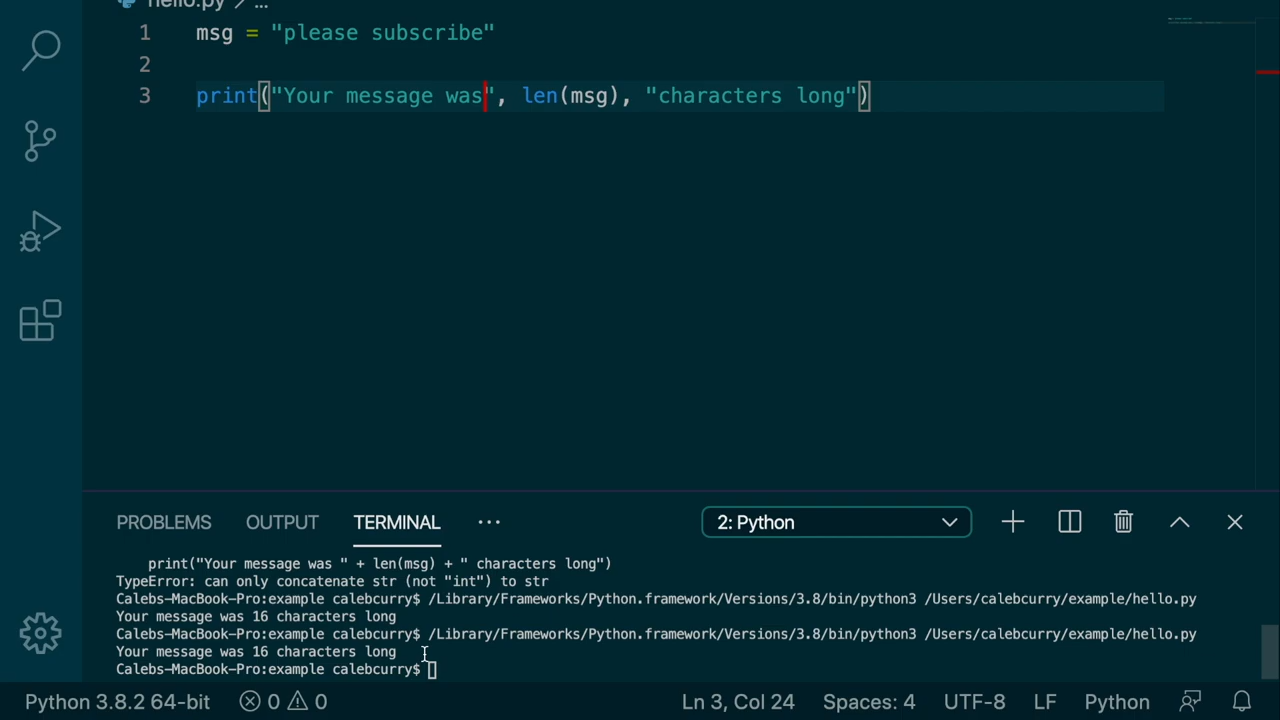 hello.py > ...
1 msg = "please subscribe"
2
3 print("Your message was", len(msg), "characters long")
PROBLEMS OUTPUT TERMINAL ... 2: Python
print("Your message was " + len(msg) + " characters long")
TypeError: can only concatenate str (not "int") to str
Calebs-MacBook-Pro:example calebcurry$ /Library/Frameworks/Python.framework/Versions/3.8/bin/python3 /Users/calebcurry/example/hello.py
Your message was 16 characters long
Calebs-MacBook-Pro:example calebcurry$ /Library/Frameworks/Python.framework/Versions/3.8/bin/python3 /Users/calebcurry/example/hello.py
Your message was 16 characters long
Calebs-MacBook-Pro:example calebcurry$
Python 3.8.2 64-bit 0 0 Ln 3, Col 24 Spaces: 4 UTF-8 LF Python